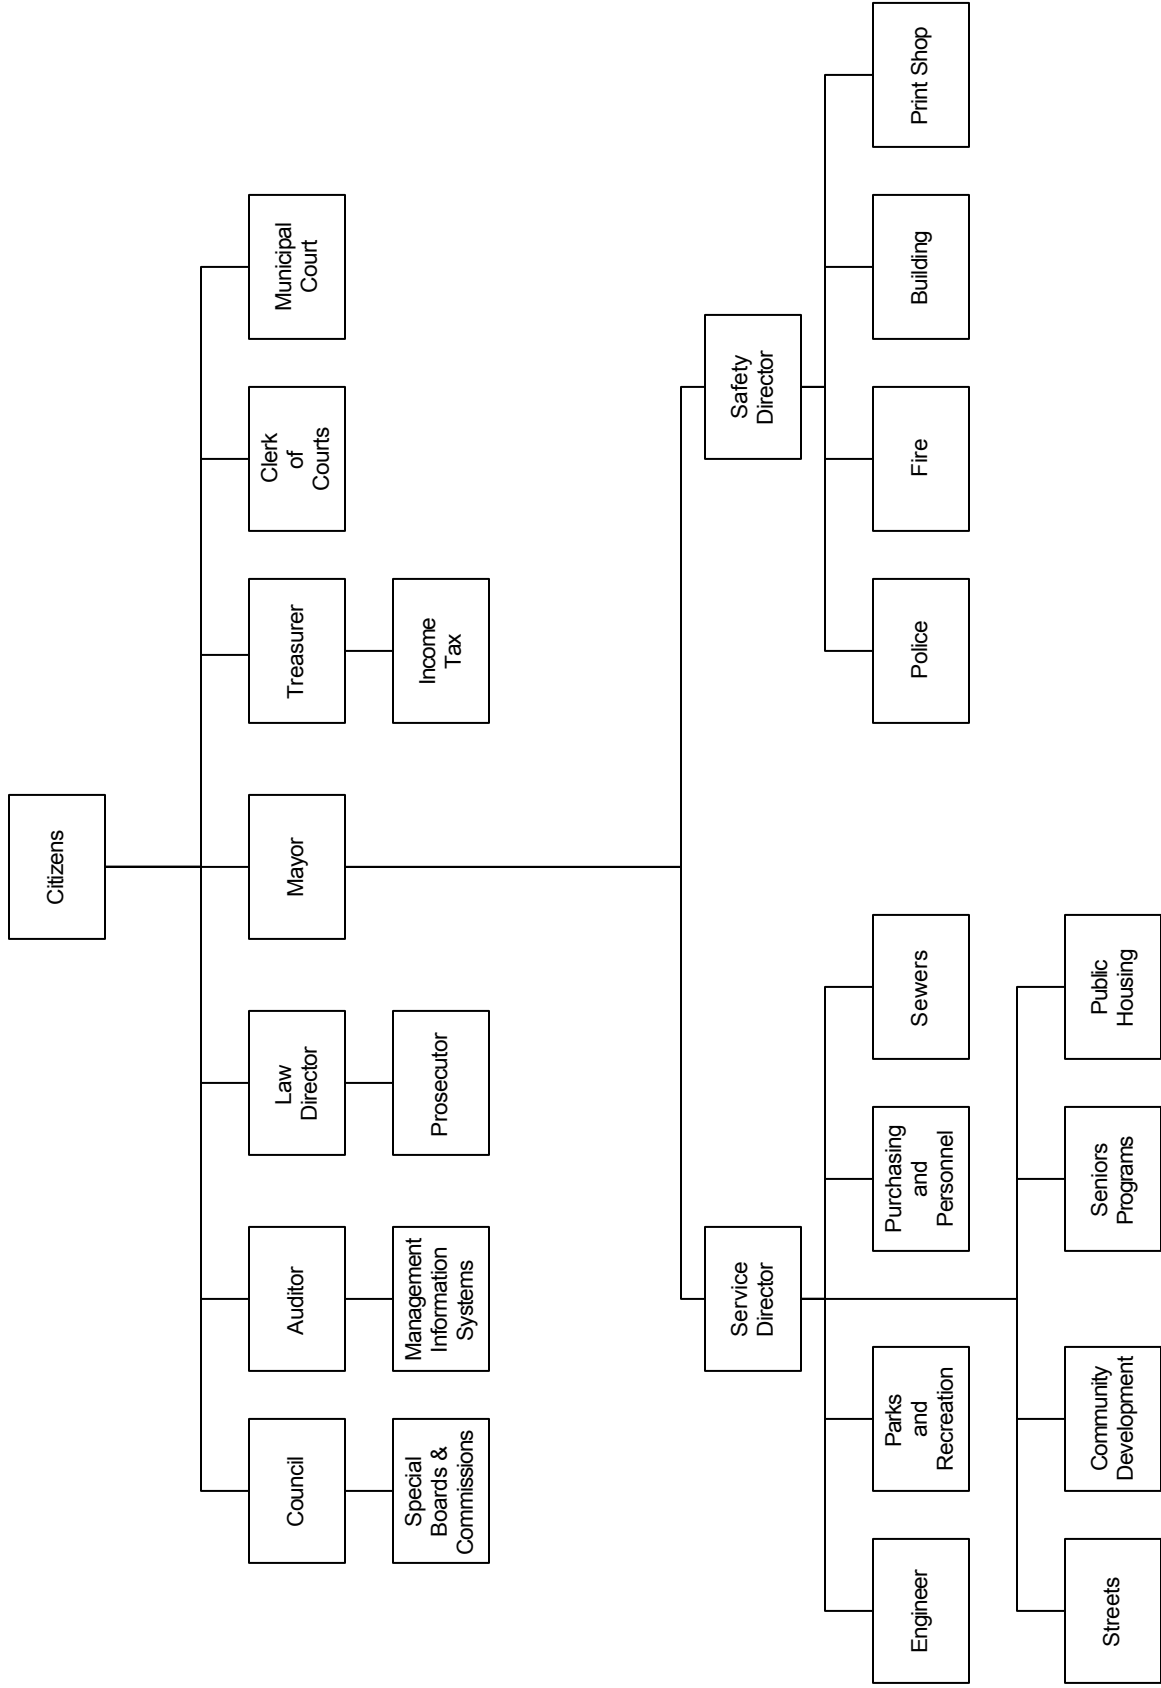 Citizens
Council
Auditor
Law
Director
Mayor
Treasurer
Clerk
of
Courts
Municipal
Court
Special
Boards &
Commissions
Management
Information
Systems
Prosecutor
Income
Tax
Service
Director
Safety
Director
Engineer
Parks
and
Recreation
Purchasing
and
Personnel
Sewers
Police
Fire
Building
Print Shop
Streets
Community
Development
Seniors
Programs
Public
Housing